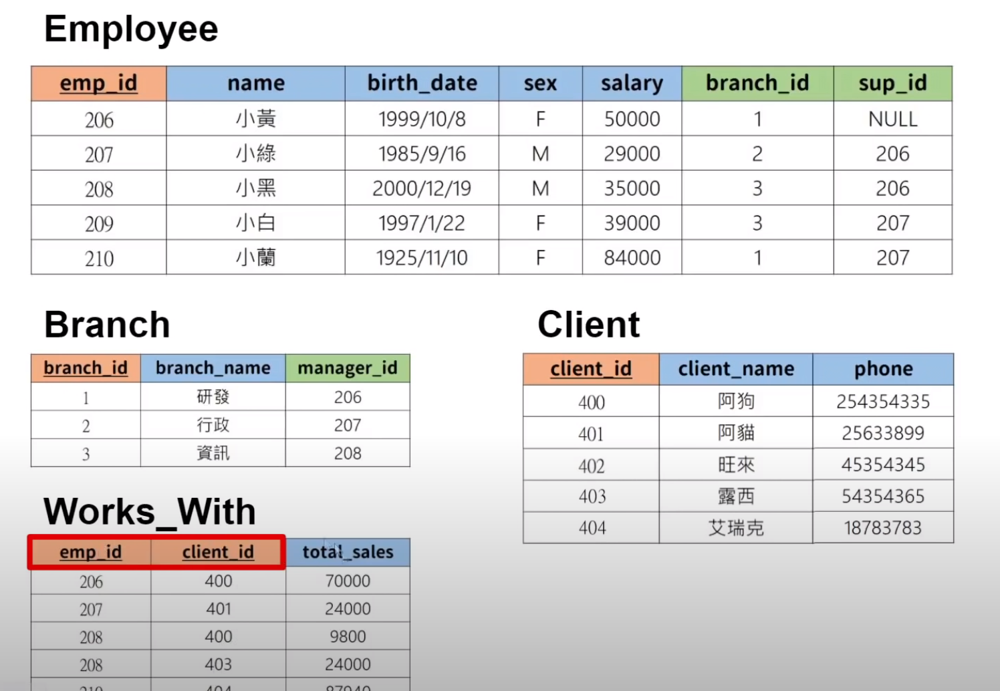 Employee
emp_id name birth_date sex salary branch_id sup_id
206 小黃 1999/10/8 F 50000 1 NULL
207 小綠 1985/9/16 M 29000 2 206
208 小黑 2000/12/19 M 35000 3 206
209 小白 1997/1/22 F 39000 3 207
210 小蘭 1925/11/10 F 84000 1 207
Branch
branch_id branch_name manager_id
1 研發 206
2 行政 207
3 資訊 208
Client
client_id client_name phone
400 阿狗 254354335
401 阿貓 25633899
402 旺來 45354345
403 露西 54354365
404 艾瑞克 18783783
Works_With
emp_id client_id total_sales
206 400 70000
207 401 24000
208 400 9800
208 403 24000
210 404 87940